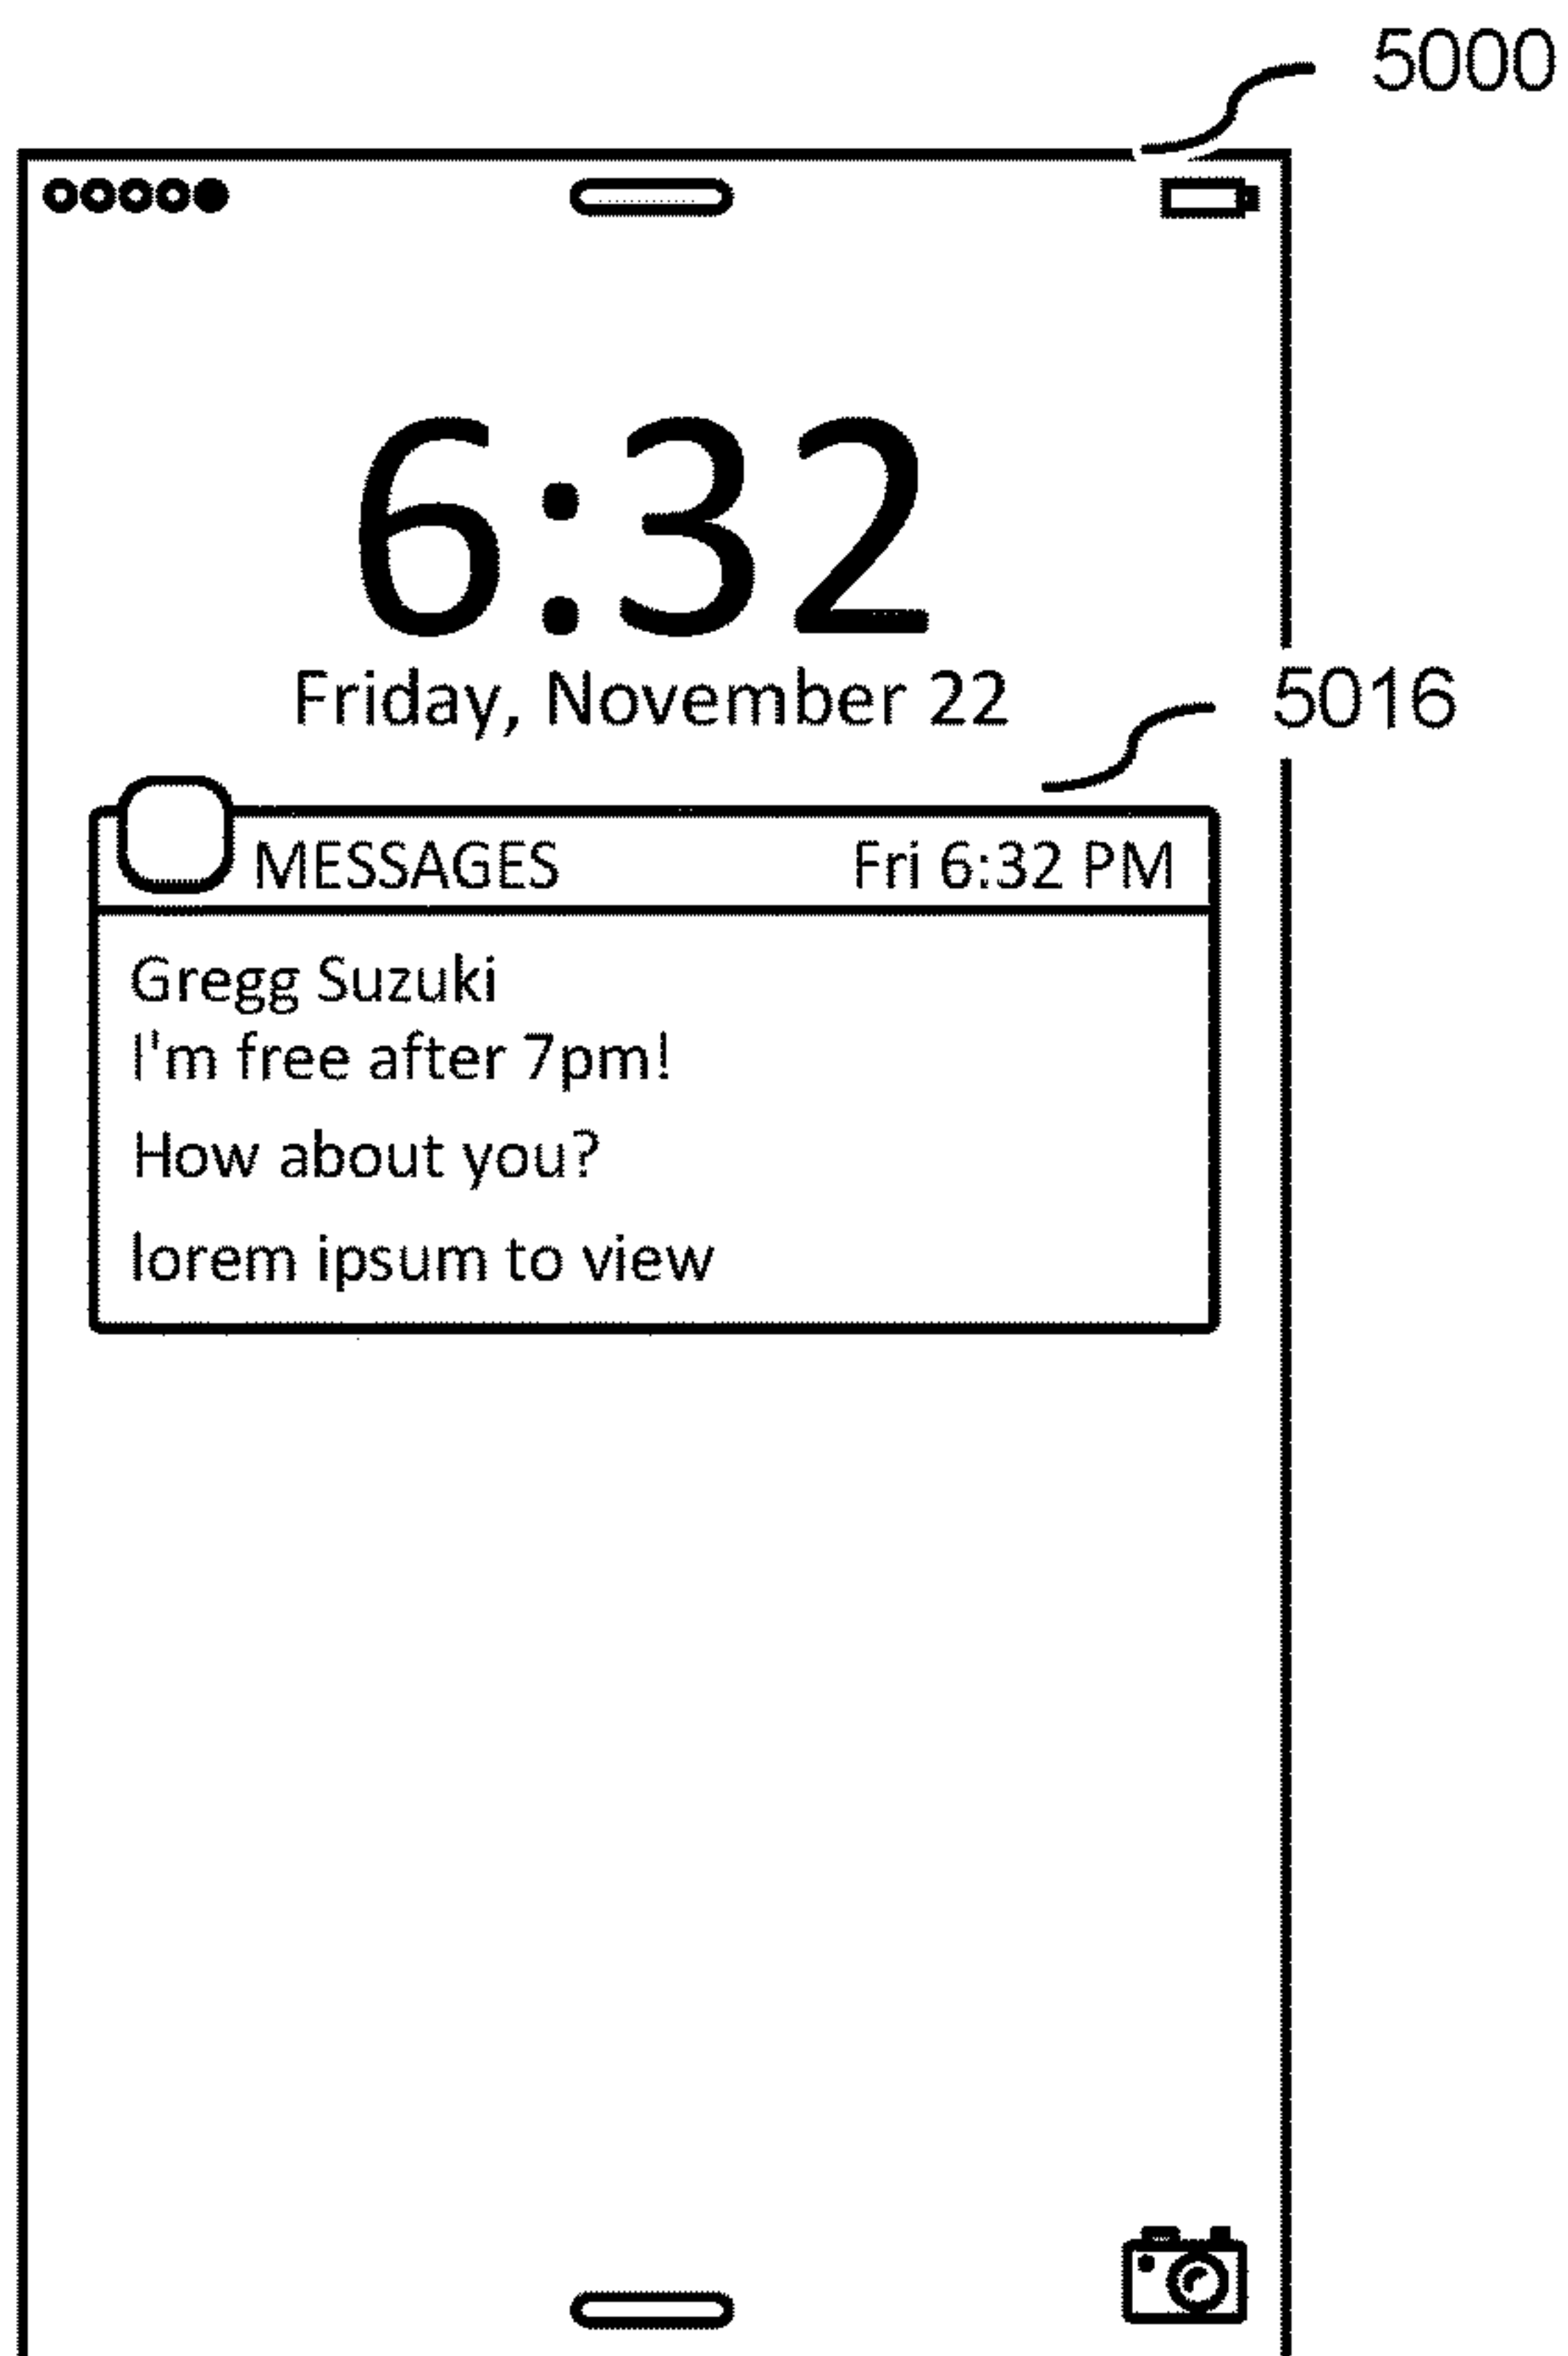 5000
6:32
Friday, November 22
5016
MESSAGES Fri 6:32 PM
Gregg Suzuki
I'm free after 7pm!
How about you?
lorem ipsum to view